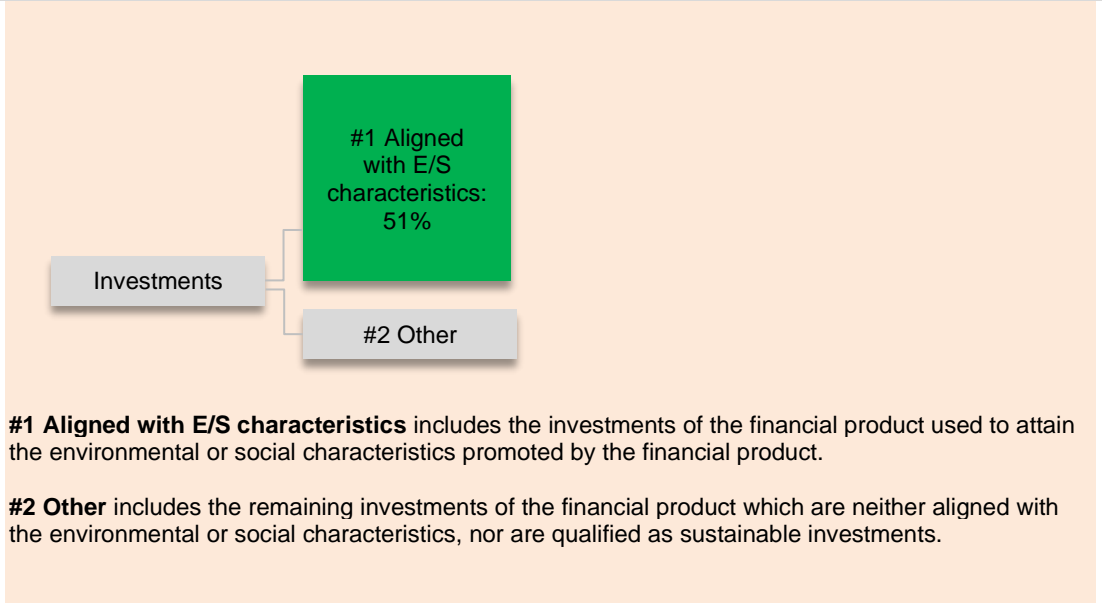 #1 Aligned
with E/S
characteristics:
51%
Investments
#2 Other
#1 Aligned with E/S characteristics includes the investments of the financial product used to attain
the environmental or social characteristics promoted by the financial product.
#2 Other includes the remaining investments of the financial product which are neither aligned with
the environmental or social characteristics, nor are qualified as sustainable investments.